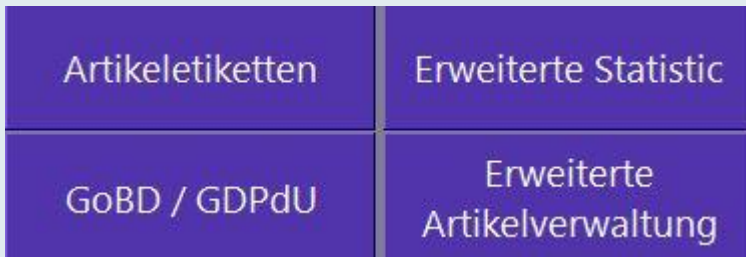 Artikeletiketten
Erweiterte Statistic
GoBD / GDPdU
Erweiterte
Artikelverwaltung